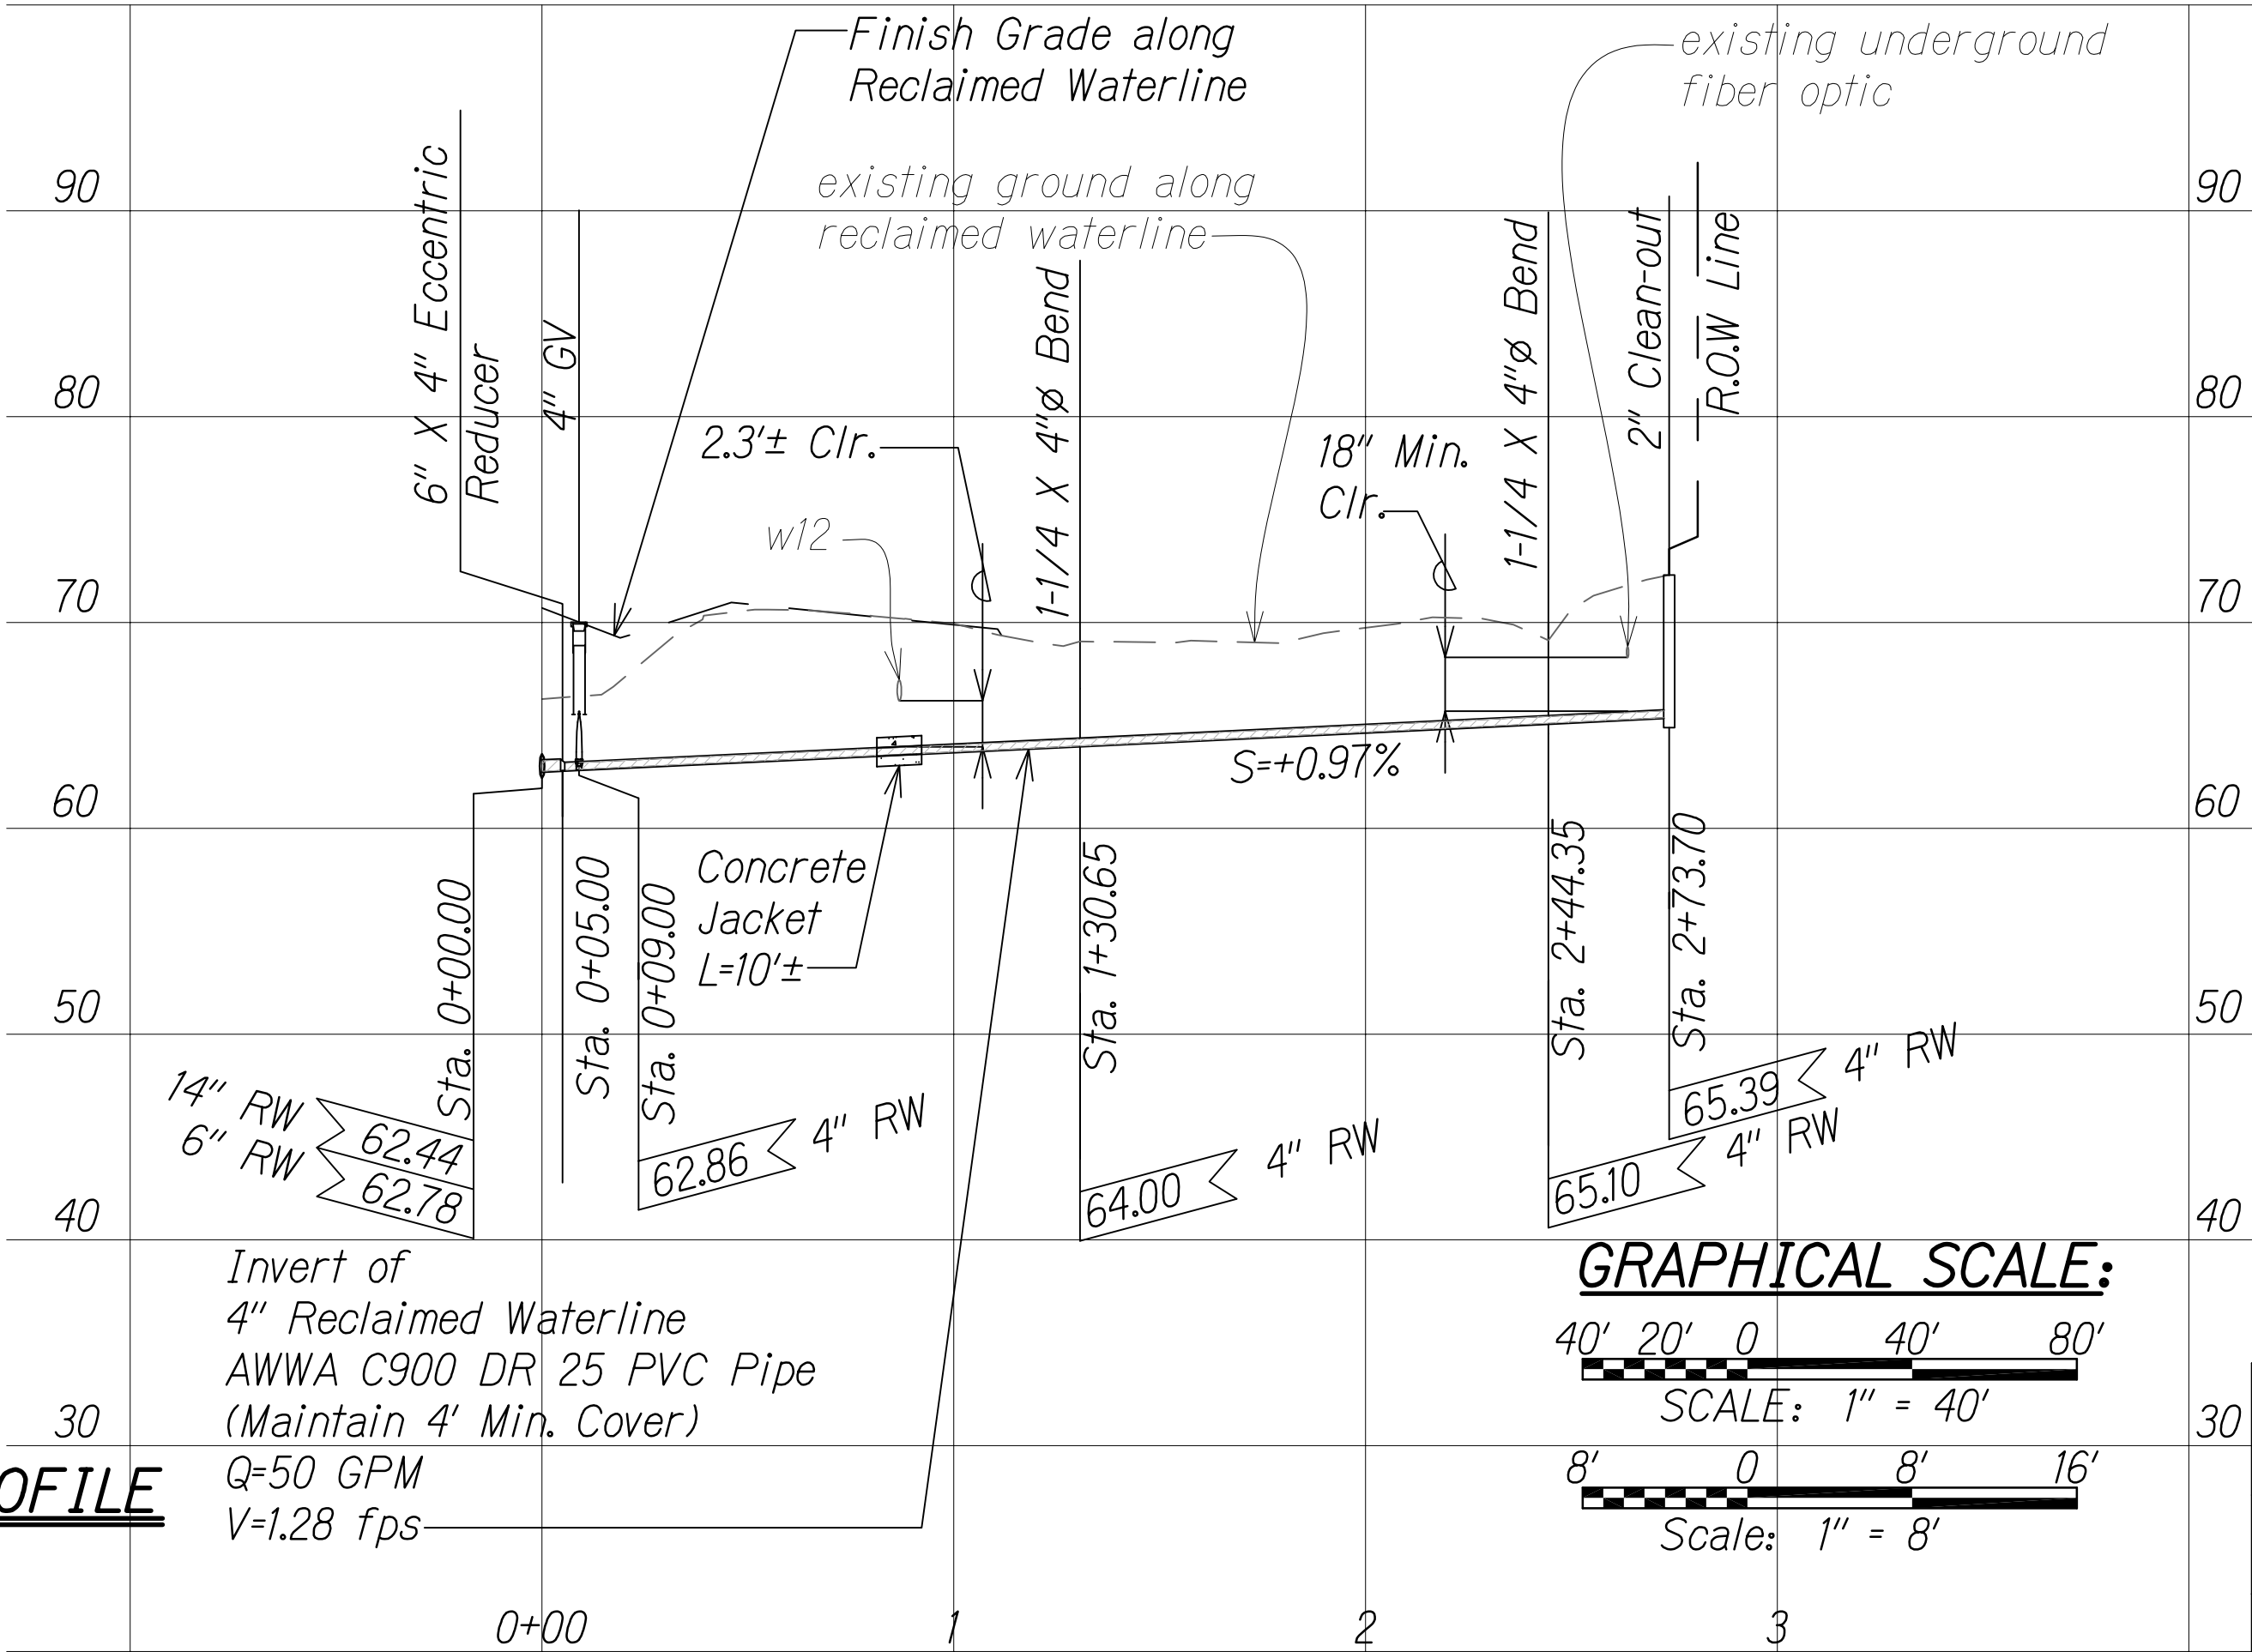 Finish Grade along
Reclaimed Waterline
existing underground
fiber optic
existing ground along
reclaimed waterline
90
90
6" X 4" Eccentric
Reducer
4" GV
1-1/4 X 4"ø Bend
1-1/4 X 4"ø Bend
2" Clean-out
R.O.W Line
80
80
2.3'± Clr.
18" Min.
Clr.
w12
70
70
S=+0.97%
60
60
Concrete
Jacket
L=10'±
Sta. 0+00.00
Sta. 0+05.00
Sta. 0+09.00
Sta. 1+30.65
Sta. 2+44.35
Sta. 2+73.70
50
50
14" RW
62.44
6" RW
62.78
62.86
4" RW
64.00
4" RW
65.10
4" RW
65.39
4" RW
40
40
Invert of
4" Reclaimed Waterline
AWWA C900 DR 25 PVC Pipe
(Maintain 4' Min. Cover)
Q=50 GPM
V=1.28 fps
GRAPHICAL SCALE:
40' 20' 0 40' 80'
SCALE: 1" = 40'
30
30
8' 0 8' 16'
Scale: 1" = 8'
OFILE
0+00 1 2 3